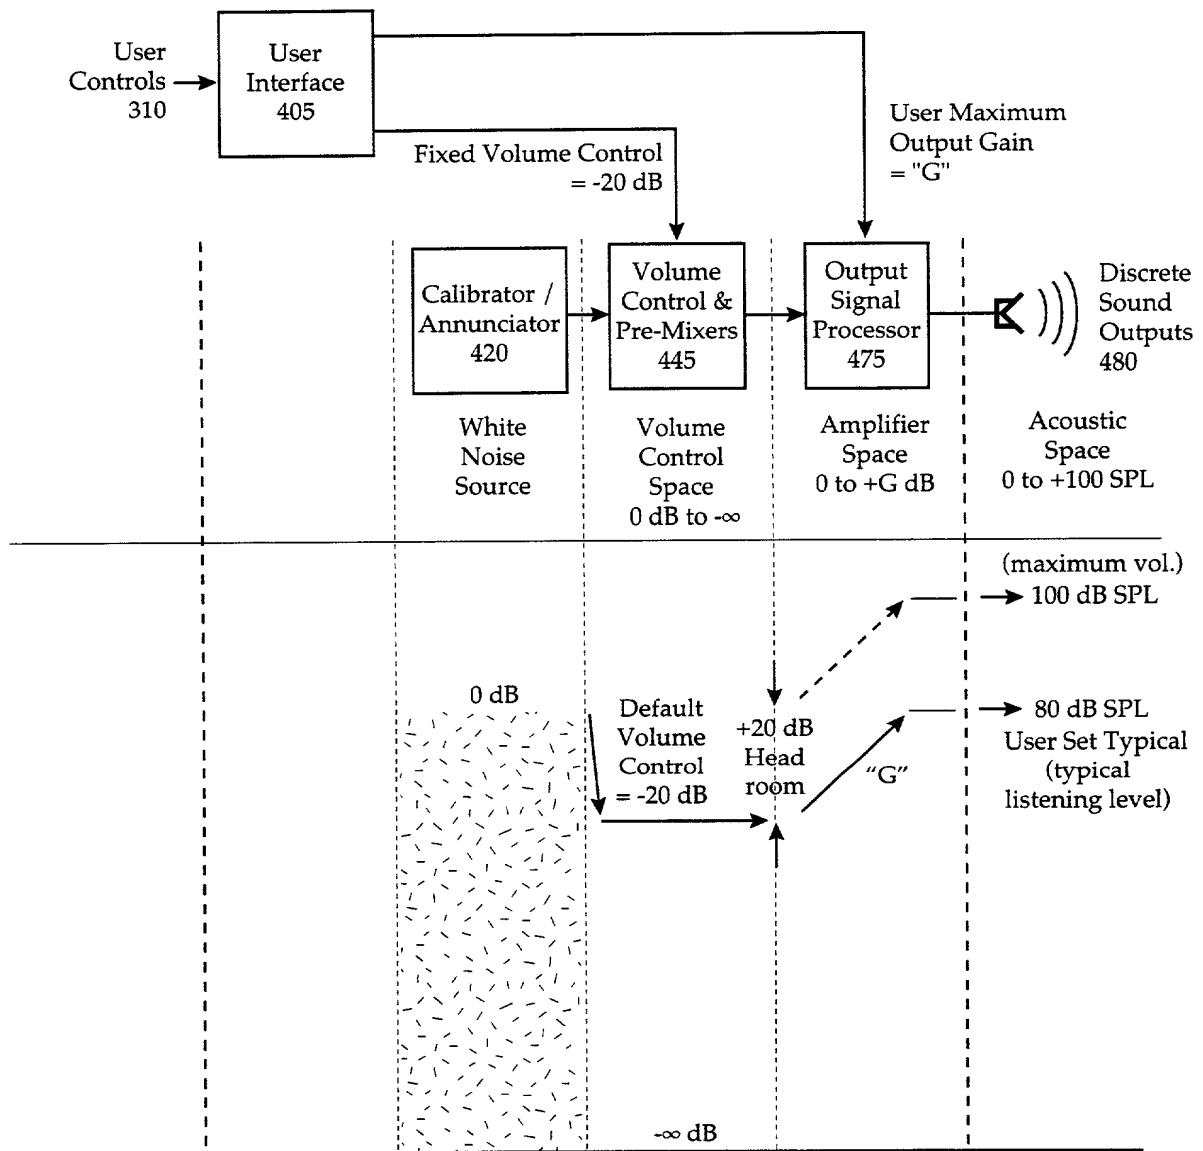 User
Controls
310
User
Interface
405
Fixed Volume Control
= -20 dB
User Maximum
Output Gain
= "G"
Calibrator /
Annunciator
420
Volume
Control &
Pre-Mixers
445
Output
Signal
Processor
475
Discrete
Sound
Outputs
480
White
Noise
Source
Volume
Control
Space
0 dB to -∞
Amplifier
Space
0 to +G dB
Acoustic
Space
0 to +100 SPL
(maximum vol.)
100 dB SPL
0 dB
Default
Volume
Control
= -20 dB
+20 dB
Head
room
“G”
80 dB SPL
User Set Typical
(typical
listening level)
-∞ dB